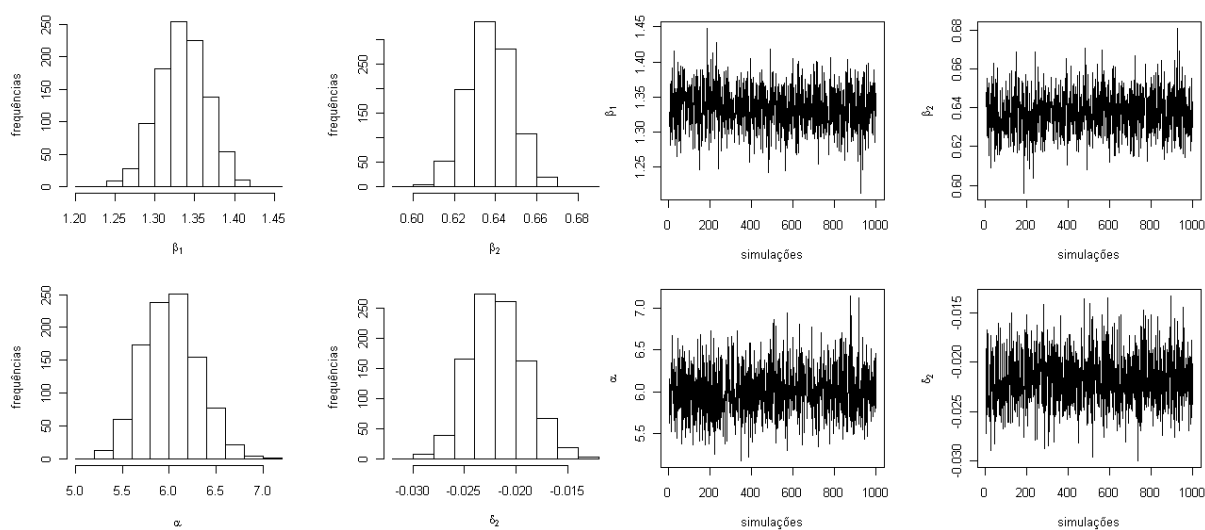 frequências
0 50 100 150 200 250
1.20 1.25 1.30 1.35 1.40 1.45
β₁
frequências
0 50 150 250
0.60 0.62 0.64 0.66 0.68
β₂
β₁
1.25 1.30 1.35 1.40 1.45
0 200 400 600 800 1000
simulações
β₂
0.60 0.62 0.64 0.66 0.68
0 200 400 600 800 1000
simulações
frequências
0 50 100 150 200 250
5.0 5.5 6.0 6.5 7.0
α
frequências
0 50 100 150 200 250
-0.030 -0.025 -0.020 -0.015
δ₂
α
5.5 6.0 6.5 7.0
0 200 400 600 800 1000
simulações
δ₂
-0.030 -0.025 -0.020 -0.015
0 200 400 600 800 1000
simulações